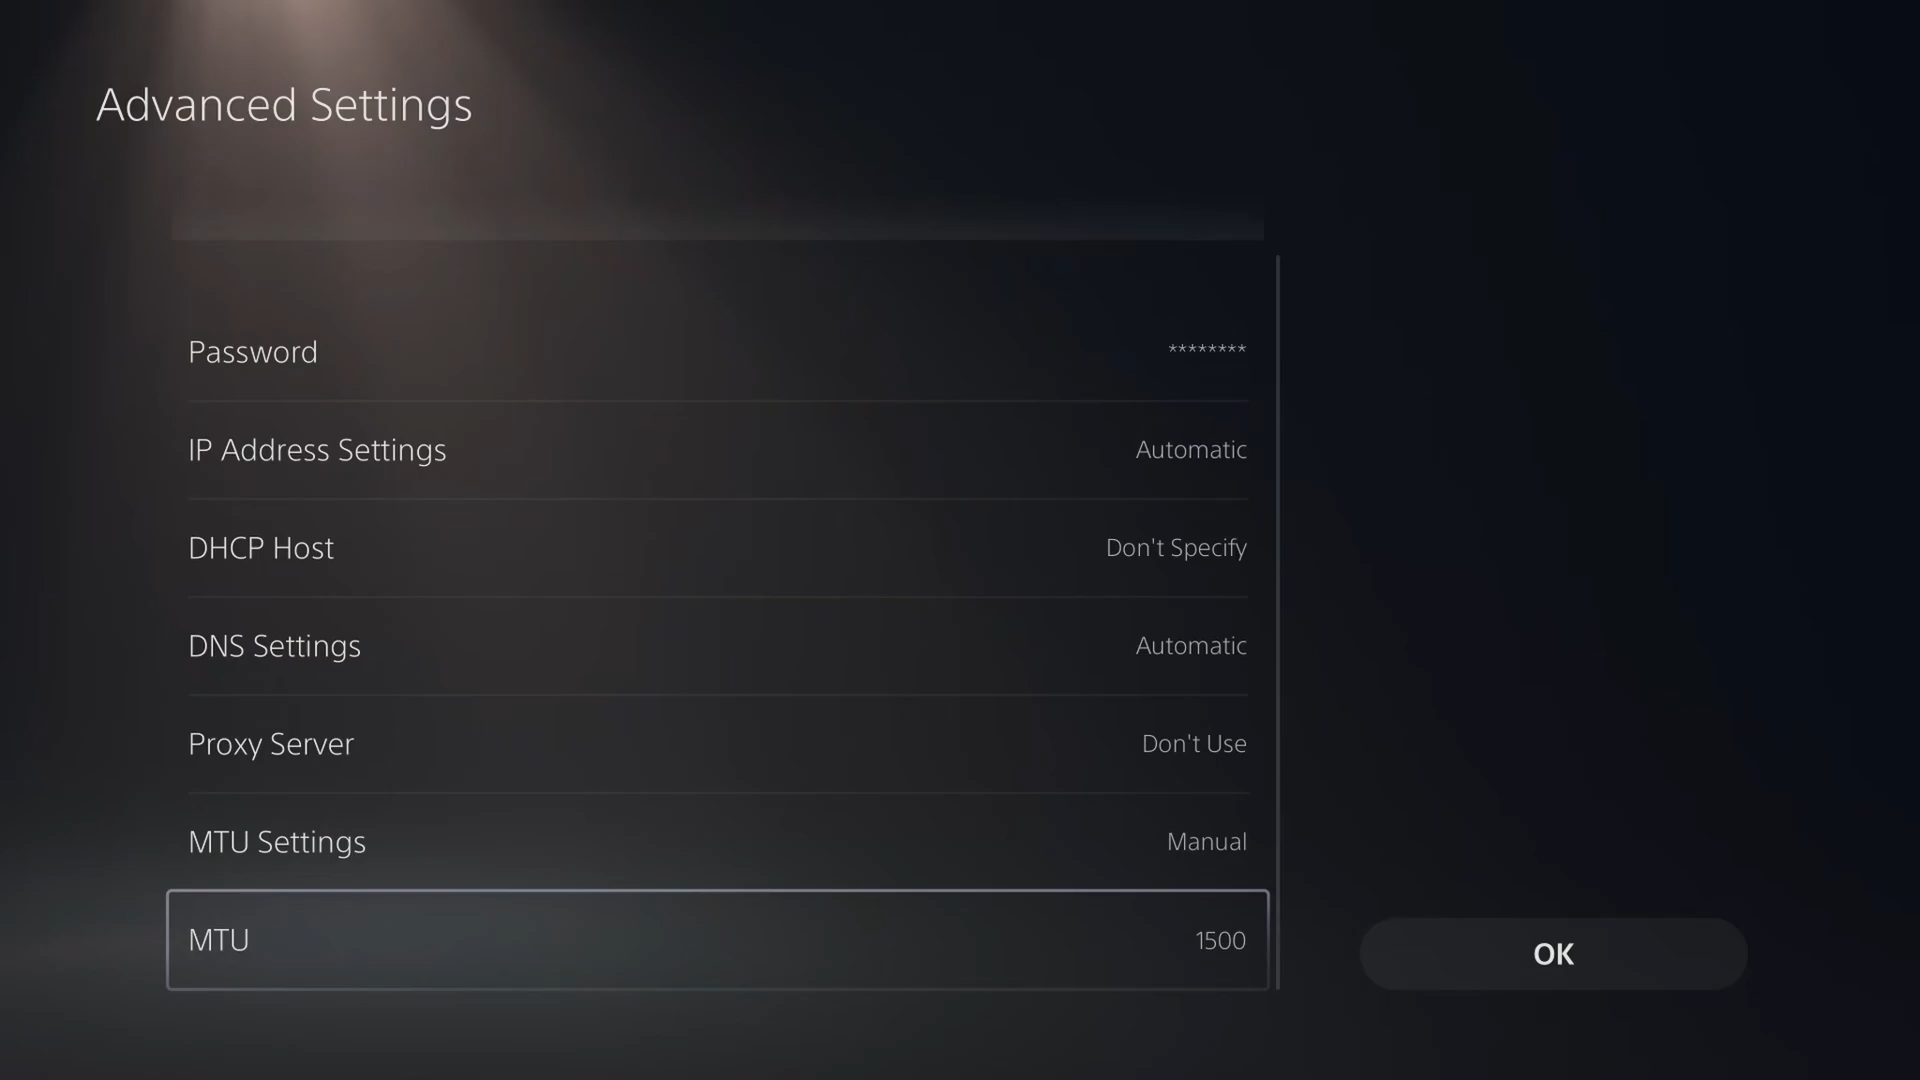 Advanced Settings
Password ********
IP Address Settings Automatic
DHCP Host Don't Specify
DNS Settings Automatic
Proxy Server Don't Use
MTU Settings Manual
MTU 1500
OK